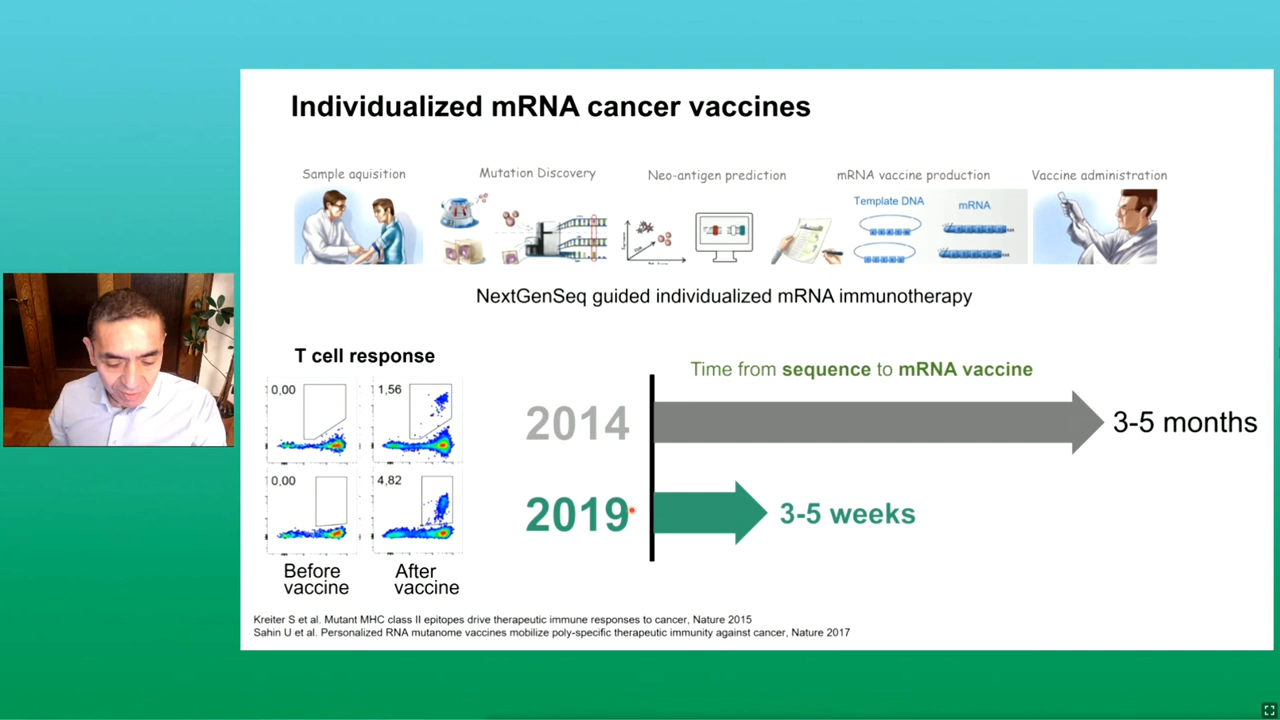 Individualized mRNA cancer vaccines
Sample aquisition
Mutation Discovery
Neo-antigen prediction
mRNA vaccine production
Vaccine administration
Template DNA
mRNA
NextGenSeq guided individualized mRNA immunotherapy
T cell response
0,00
1,56
0,00
4,82
Before
vaccine
After
vaccine
Time from sequence to mRNA vaccine
2014
3-5 months
2019
3-5 weeks
Kreiter S et al. Mutant MHC class II epitopes drive therapeutic immune responses to cancer, Nature 2015
Sahin U et al. Personalized RNA mutanome vaccines mobilize poly-specific therapeutic immunity against cancer, Nature 2017